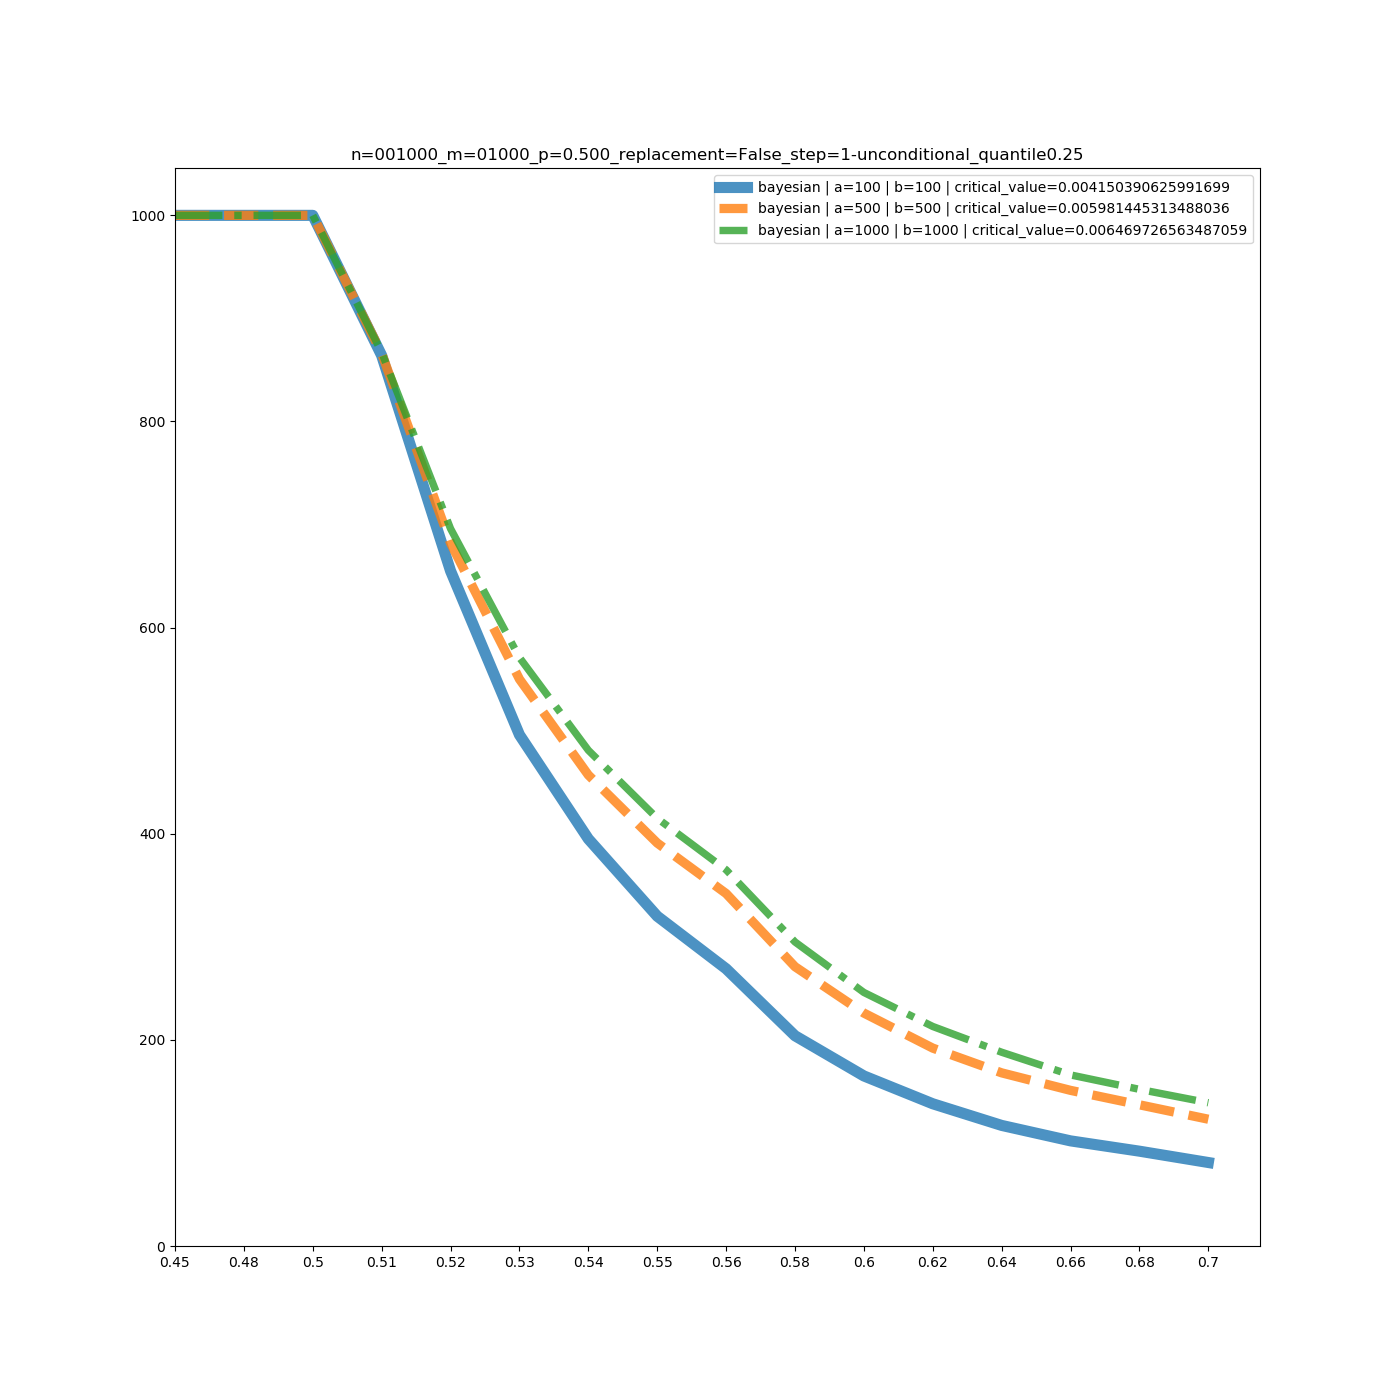 n=001000_m=01000_p=0.500_replacement=False_step=1-unconditional_quantile0.25
bayesian | a=100 | b=100 | critical_value=0.004150390625991699
bayesian | a=500 | b=500 | critical_value=0.005981445313488036
bayesian | a=1000 | b=1000 | critical_value=0.006469726563487059
1000
800
600
400
200
0
0.45 0.48 0.5 0.51 0.52 0.53 0.54 0.55 0.56 0.58 0.6 0.62 0.64 0.66 0.68 0.7